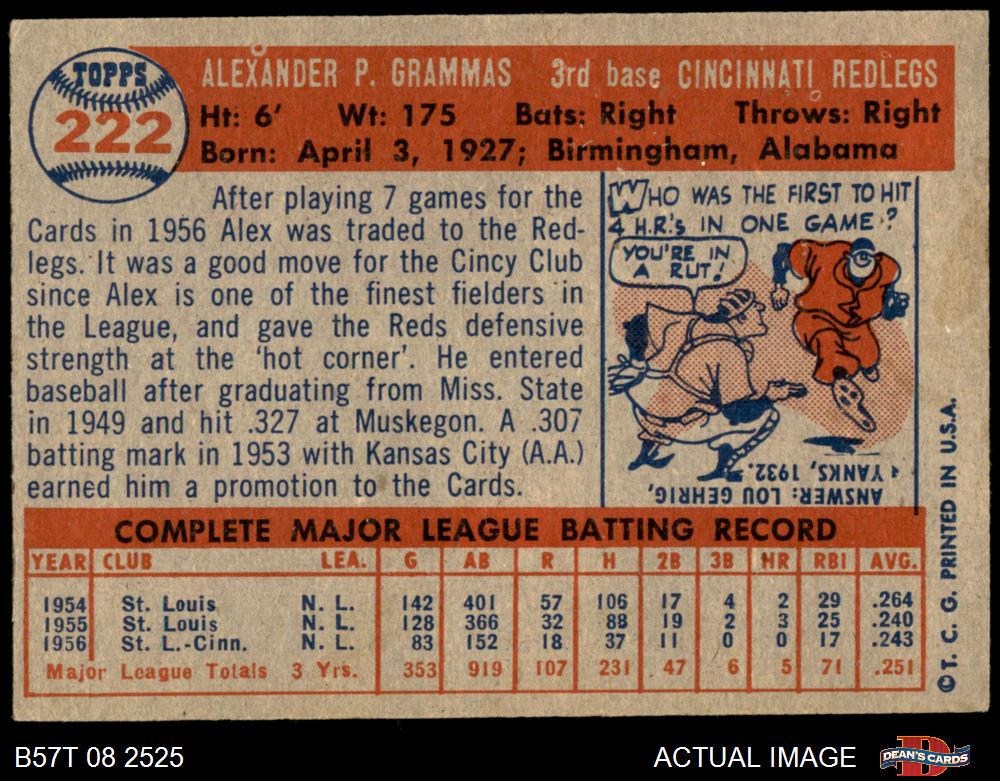 TOPPS
222
ALEXANDER P. GRAMMAS 3rd base CINCINNATI REDLEGS
Ht: 6' Wt: 175 Bats: Right Throws: Right
Born: April 3, 1927; Birmingham, Alabama
After playing 7 games for the
Cards in 1956 Alex was traded to the Red-
legs. It was a good move for the Cincy Club
since Alex is one of the finest fielders in
the League, and gave the Reds defensive
strength at the 'hot corner'. He entered
baseball after graduating from Miss. State
in 1949 and hit .327 at Muskegon. A .307
batting mark in 1953 with Kansas City (A.A.)
earned him a promotion to the Cards.
WHO WAS THE FIRST TO HIT
4 H.R.'s IN ONE GAME?
YOU'RE IN
A RUT!
ANSWER: LOU GEHRIG,
YANKS, 1932.
COMPLETE MAJOR LEAGUE BATTING RECORD
YEAR CLUB LEA. G AB R H 2B 3B HR RBI AVG.
1954 St. Louis N. L. 142 401 57 106 17 4 2 29 .264
1955 St. Louis N. L. 128 366 32 88 19 2 3 25 .240
1956 St. L.-Cinn. N. L. 83 152 18 37 11 0 0 17 .243
Major League Totals 3 Yrs. 353 919 107 231 47 6 5 71 .251
©T. C. G. PRINTED IN U.S.A.
B57T 08 2525
ACTUAL IMAGE
DEAN'S CARDS